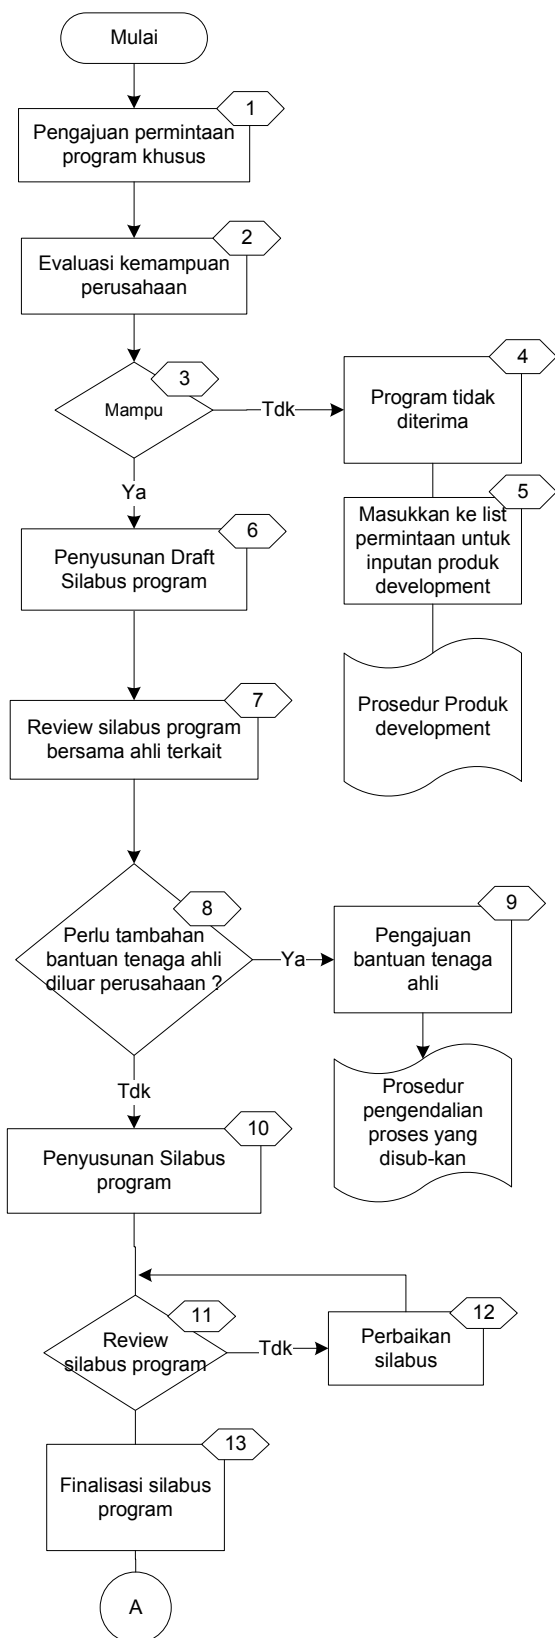 Mulai
1
Pengajuan permintaan
program khusus
2
Evaluasi kemampuan
perusahaan
3
Mampu
Tdk
4
Program tidak
diterima
Ya
5
Masukkan ke list
permintaan untuk
inputan produk
development
6
Penyusunan Draft
Silabus program
Prosedur Produk
development
7
Review silabus program
bersama ahli terkait
8
Perlu tambahan
bantuan tenaga ahli
diluar perusahaan ?
Ya
9
Pengajuan
bantuan tenaga
ahli
Tdk
Prosedur
pengendalian
proses yang
disub-kan
10
Penyusunan Silabus
program
11
Review
silabus program
Tdk
12
Perbaikan
silabus
13
Finalisasi silabus
program
A